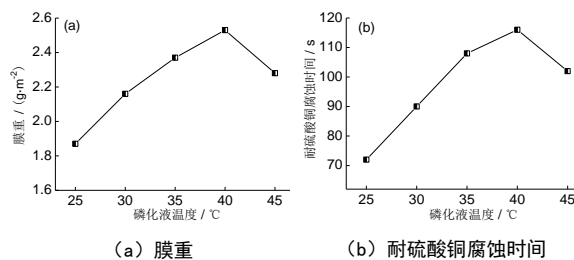 (a)
2.6
2.4
2.2
2.0
1.8
1.6
膜重 / (g·m⁻²)
25 30 35 40 45
磷化液温度 / ℃
(b)
120
110
100
90
80
70
耐硫酸铜腐蚀时间 / s
25 30 35 40 45
磷化液温度 / ℃
（a）膜重
（b）耐硫酸铜腐蚀时间